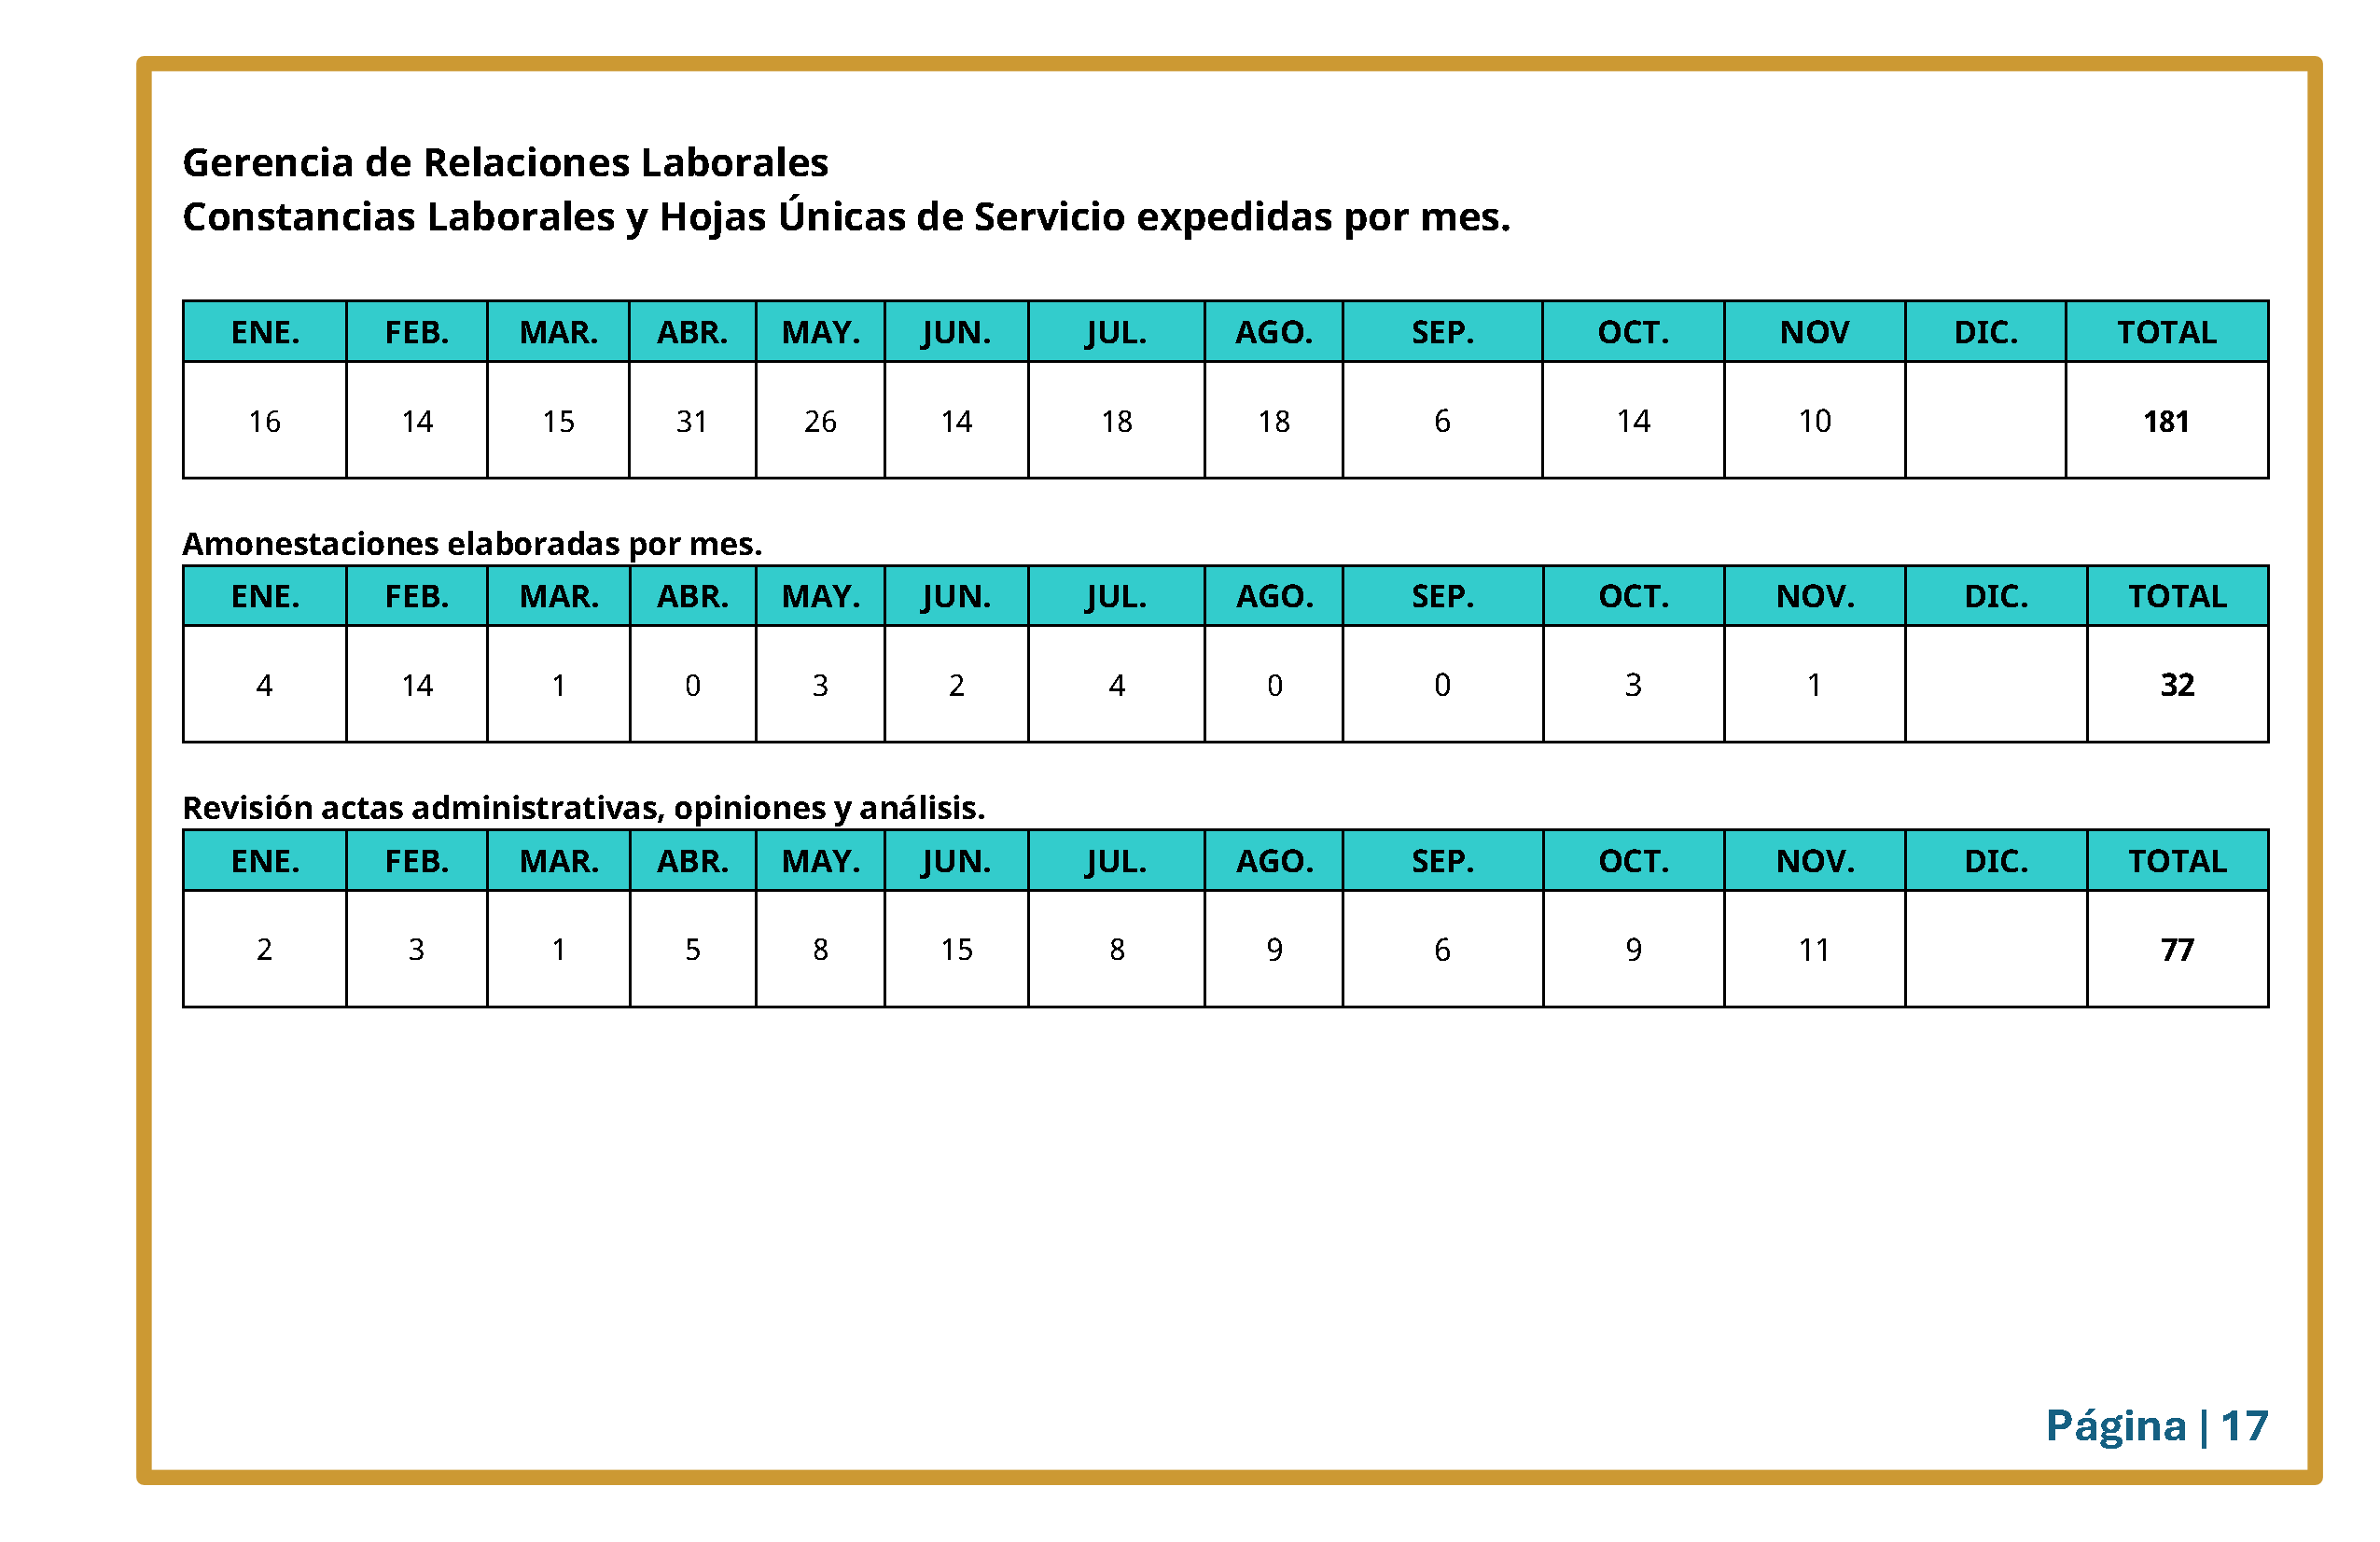 Gerencia de Relaciones Laborales
Constancias Laborales y Hojas Únicas de Servicio expedidas por mes.
ENE. FEB. MAR. ABR. MAY. JUN. JUL. AGO. SEP. OCT. NOV DIC. TOTAL
16 14 15 31 26 14 18 18 6 14 10 181
Amonestaciones elaboradas por mes.
ENE. FEB. MAR. ABR. MAY. JUN. JUL. AGO. SEP. OCT. NOV. DIC. TOTAL
4 14 1 0 3 2 4 0 0 3 1 32
Revisión actas administrativas, opiniones y análisis.
ENE. FEB. MAR. ABR. MAY. JUN. JUL. AGO. SEP. OCT. NOV. DIC. TOTAL
2 3 1 5 8 15 8 9 6 9 11 77
Página | 17